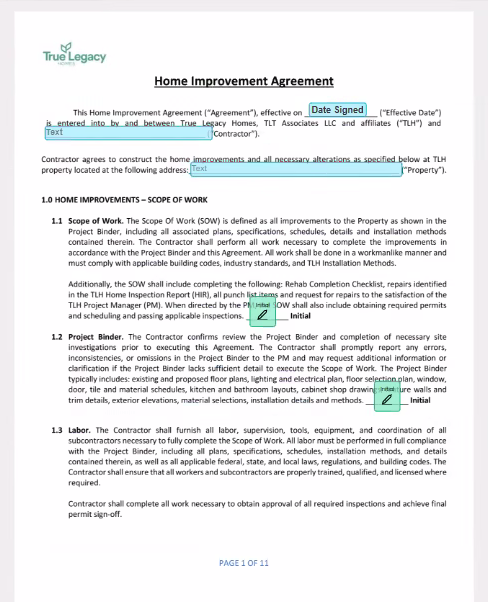 True Legacy
HOMES
Home Improvement Agreement
This Home Improvement Agreement (“Agreement”), effective on Date Signed (“Effective Date”)
is entered into by and between True Legacy Homes, TLT Associates LLC and affiliates (“TLH”) and
Text (“Contractor”).
Contractor agrees to construct the home improvements and all necessary alterations as specified below at TLH
property located at the following address: Text (“Property”).
1.0 HOME IMPROVEMENTS – SCOPE OF WORK
1.1 Scope of Work. The Scope Of Work (SOW) is defined as all improvements to the Property as shown in the
Project Binder, including all associated plans, specifications, schedules, details and installation methods
contained therein. The Contractor shall perform all work necessary to complete the improvements in
accordance with the Project Binder and this Agreement. All work shall be done in a workmanlike manner and
must comply with applicable building codes, industry standards, and TLH Installation Methods.
Additionally, the SOW shall include completing the following: Rehab Completion Checklist, repairs identified
in the TLH Home Inspection Report (HIR), all punch list items and request for repairs to the satisfaction of the
TLH Project Manager (PM). When directed by the PM, SOW shall also include obtaining required permits
and scheduling and passing applicable inspections. Initial Initial
1.2 Project Binder. The Contractor confirms review the Project Binder and completion of necessary site
investigations prior to executing this Agreement. The Contractor shall promptly report any errors,
inconsistencies, or omissions in the Project Binder to the PM and may request additional information or
clarification if the Project Binder lacks sufficient detail to execute the Scope of Work. The Project Binder
typically includes: existing and proposed floor plans, lighting and electrical plan, floor selection plan, window,
door, tile and material schedules, kitchen and bathroom layouts, cabinet shop drawin Initial ure walls and
trim details, exterior elevations, material selections, installation details and methods. Initial
1.3 Labor. The Contractor shall furnish all labor, supervision, tools, equipment, and coordination of all
subcontractors necessary to fully complete the Scope of Work. All labor must be performed in full compliance
with the Project Binder, including all plans, specifications, schedules, installation methods, and details
contained therein, as well as all applicable federal, state, and local laws, regulations, and building codes. The
Contractor shall ensure that all workers and subcontractors are properly trained, qualified, and licensed where
required.
Contractor shall complete all work necessary to obtain approval of all required inspections and achieve final
permit sign-off.
PAGE 1 OF 11